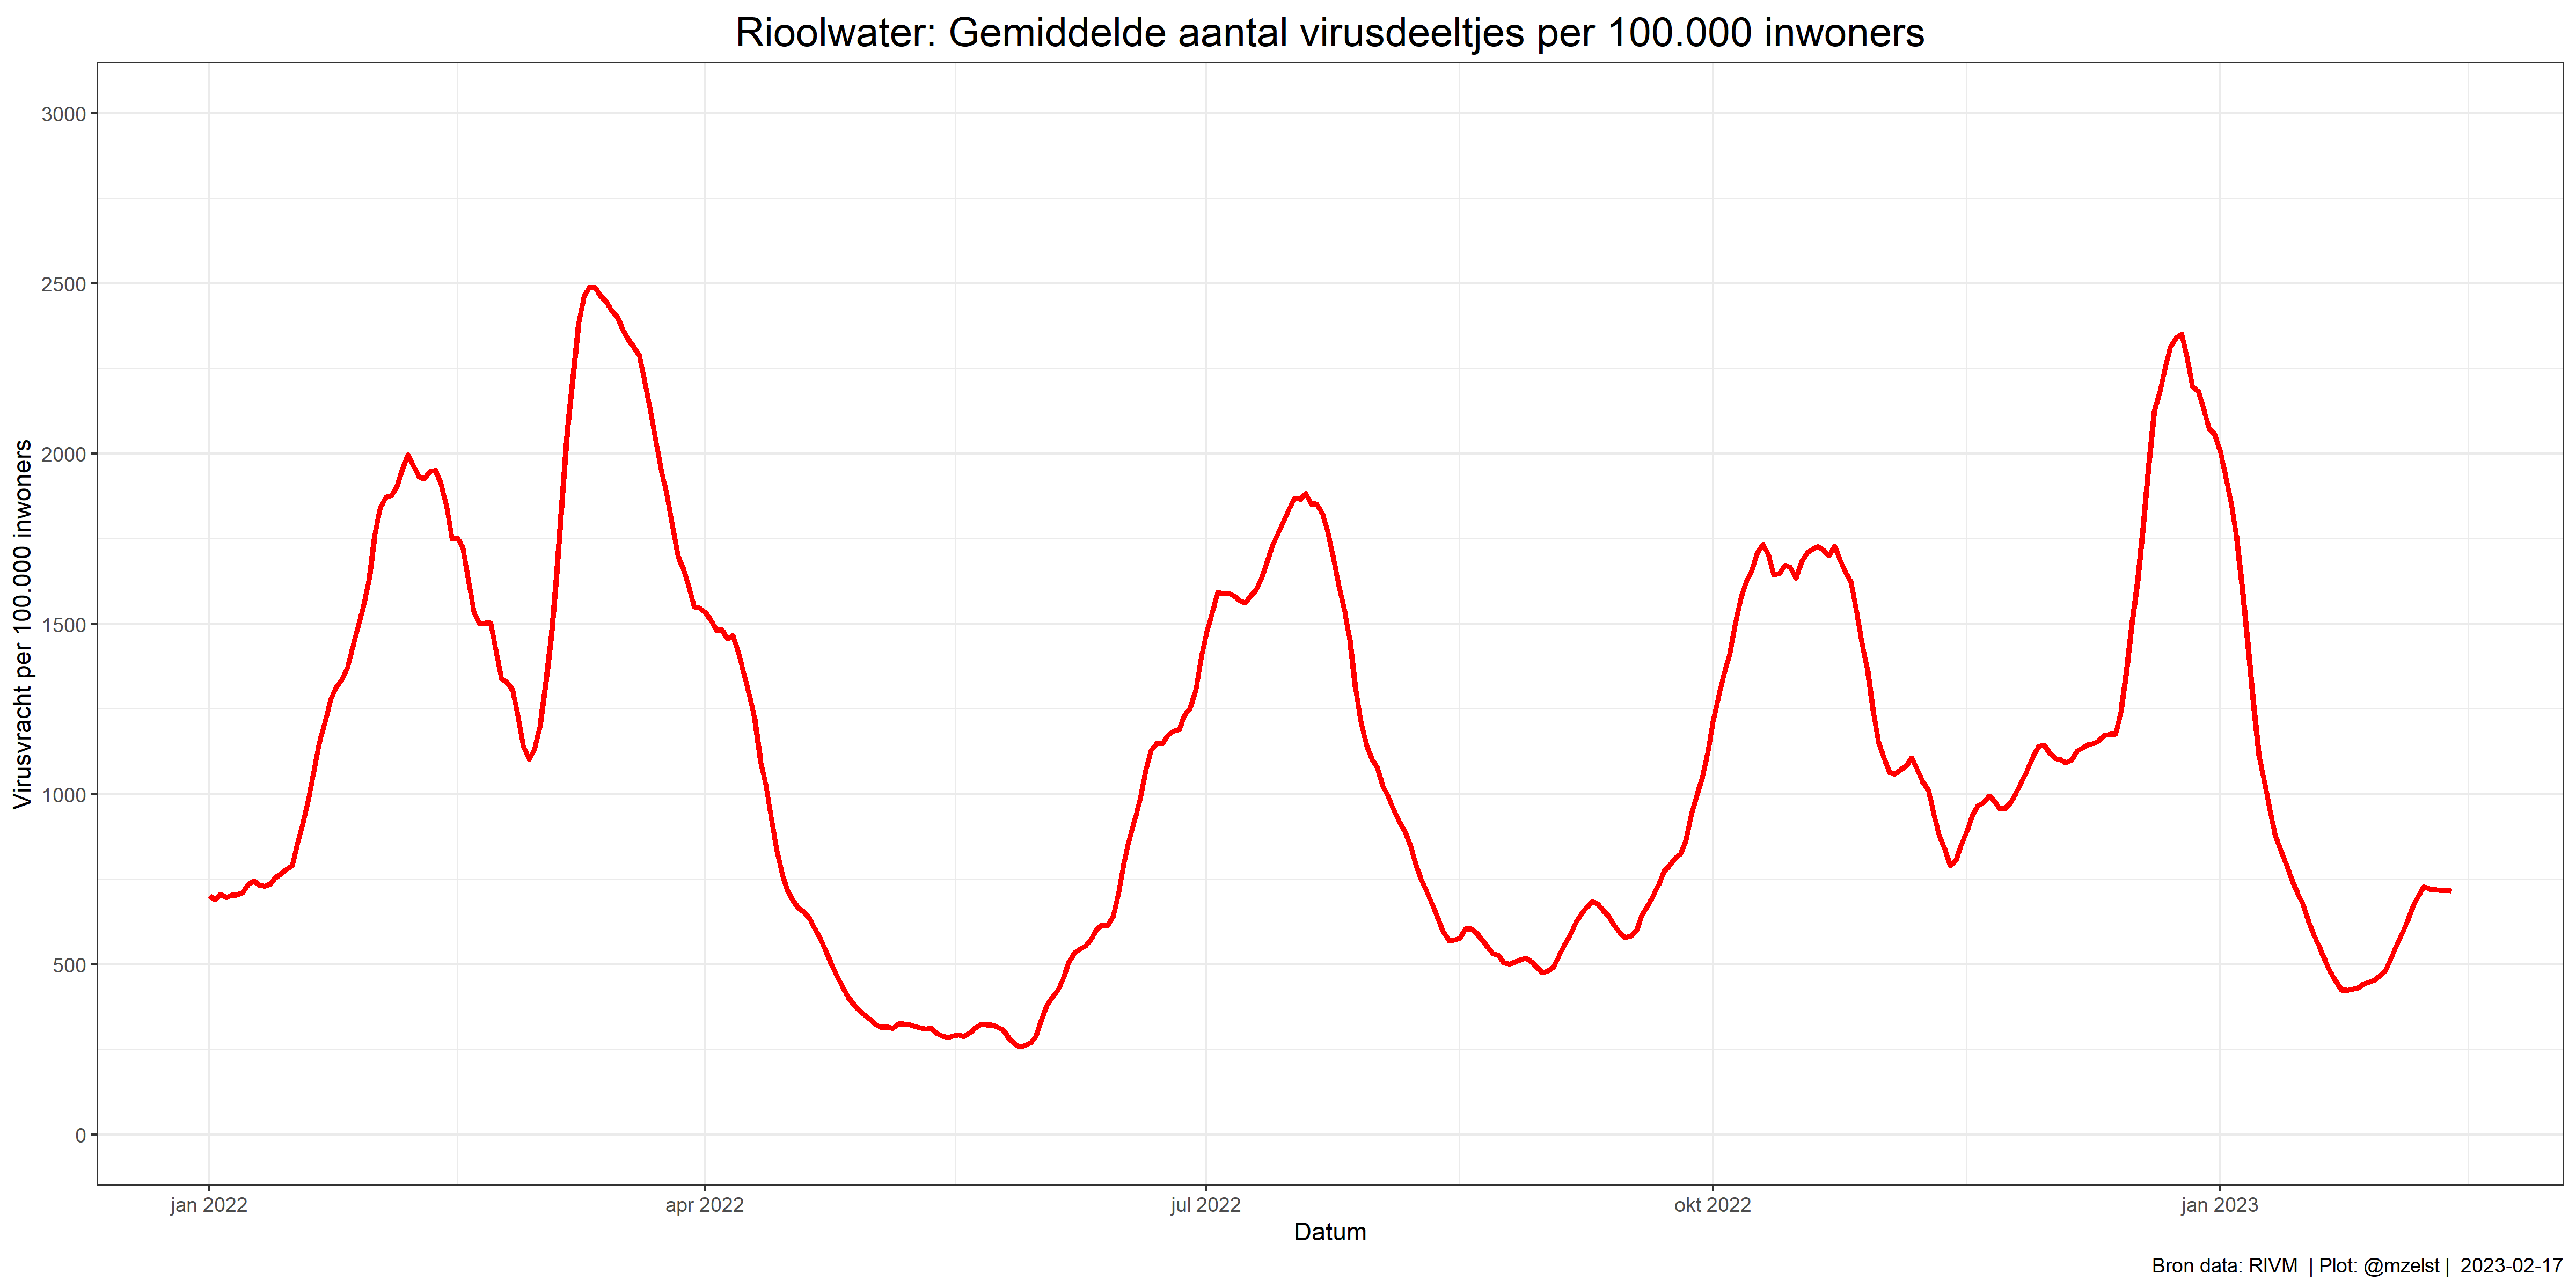 Rioolwater: Gemiddelde aantal virusdeeltjes per 100.000 inwoners
Virusvracht per 100.000 inwoners
3000
2500
2000
1500
1000
500
0
jan 2022 apr 2022 jul 2022 okt 2022 jan 2023
Datum
Bron data: RIVM | Plot: @mzelst | 2023-02-17